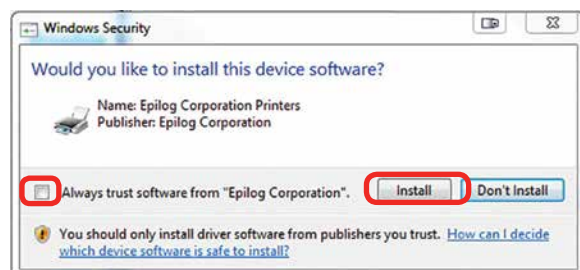 Windows Security
Would you like to install this device software?
Name: Epilog Corporation Printers
Publisher: Epilog Corporation
Always trust software from "Epilog Corporation".
Install
Don't Install
You should only install driver software from publishers you trust. How can I decide
which device software is safe to install?